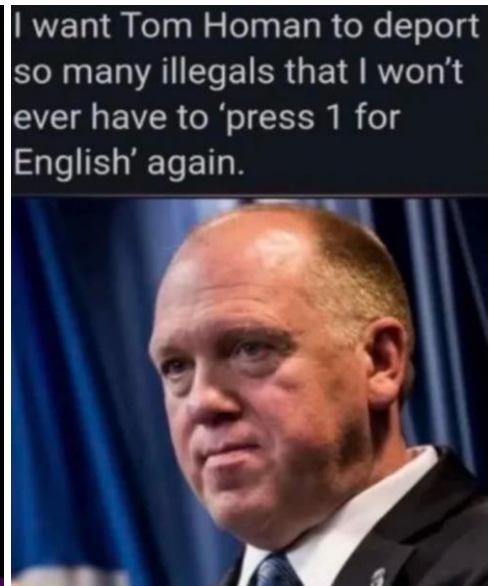 I want Tom Homan to deport
so many illegals that I won't
ever have to 'press 1 for
English' again.